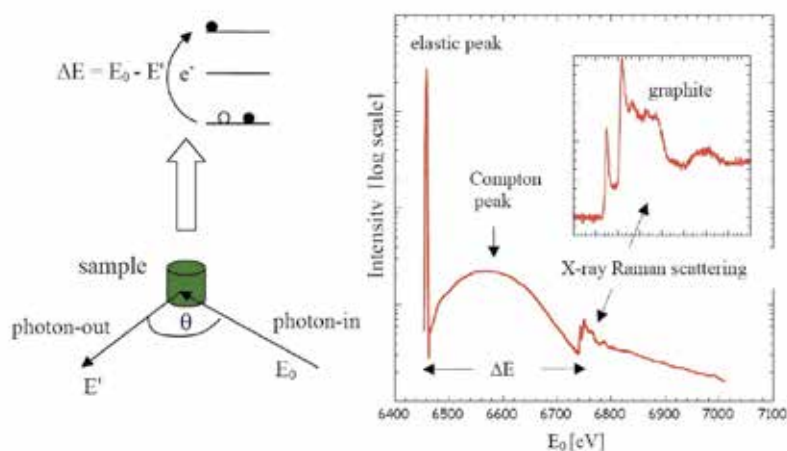 ΔE = E₀ - E'
e⁻
sample
photon-out
θ
photon-in
E'
E₀
elastic peak
graphite
Compton
peak
X-ray Raman scattering
ΔE
Intensity [log scale]
6400 6500 6600 6700 6800 6900 7000 7100
E₀ [eV]